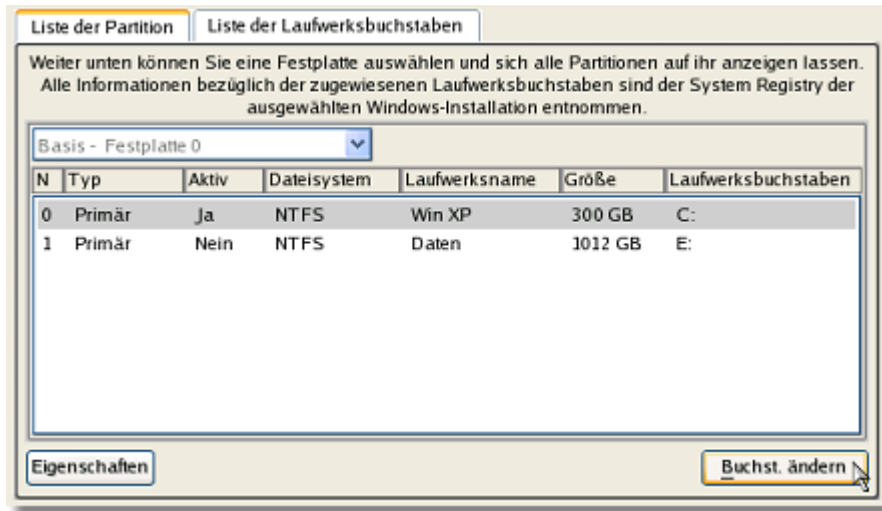 Liste der Partition
Liste der Laufwerksbuchstaben
Weiter unten können Sie eine Festplatte auswählen und sich alle Partitionen auf ihr anzeigen lassen.
Alle Informationen bezüglich der zugewiesenen Laufwerksbuchstaben sind der System Registry der
ausgewählten Windows-Installation entnommen.
Basis - Festplatte 0
N Typ Aktiv Dateisystem Laufwerksname Größe Laufwerksbuchstaben
0 Primär Ja NTFS Win XP 300 GB C:
1 Primär Nein NTFS Daten 1012 GB E:
Eigenschaften
Buchst. ändern